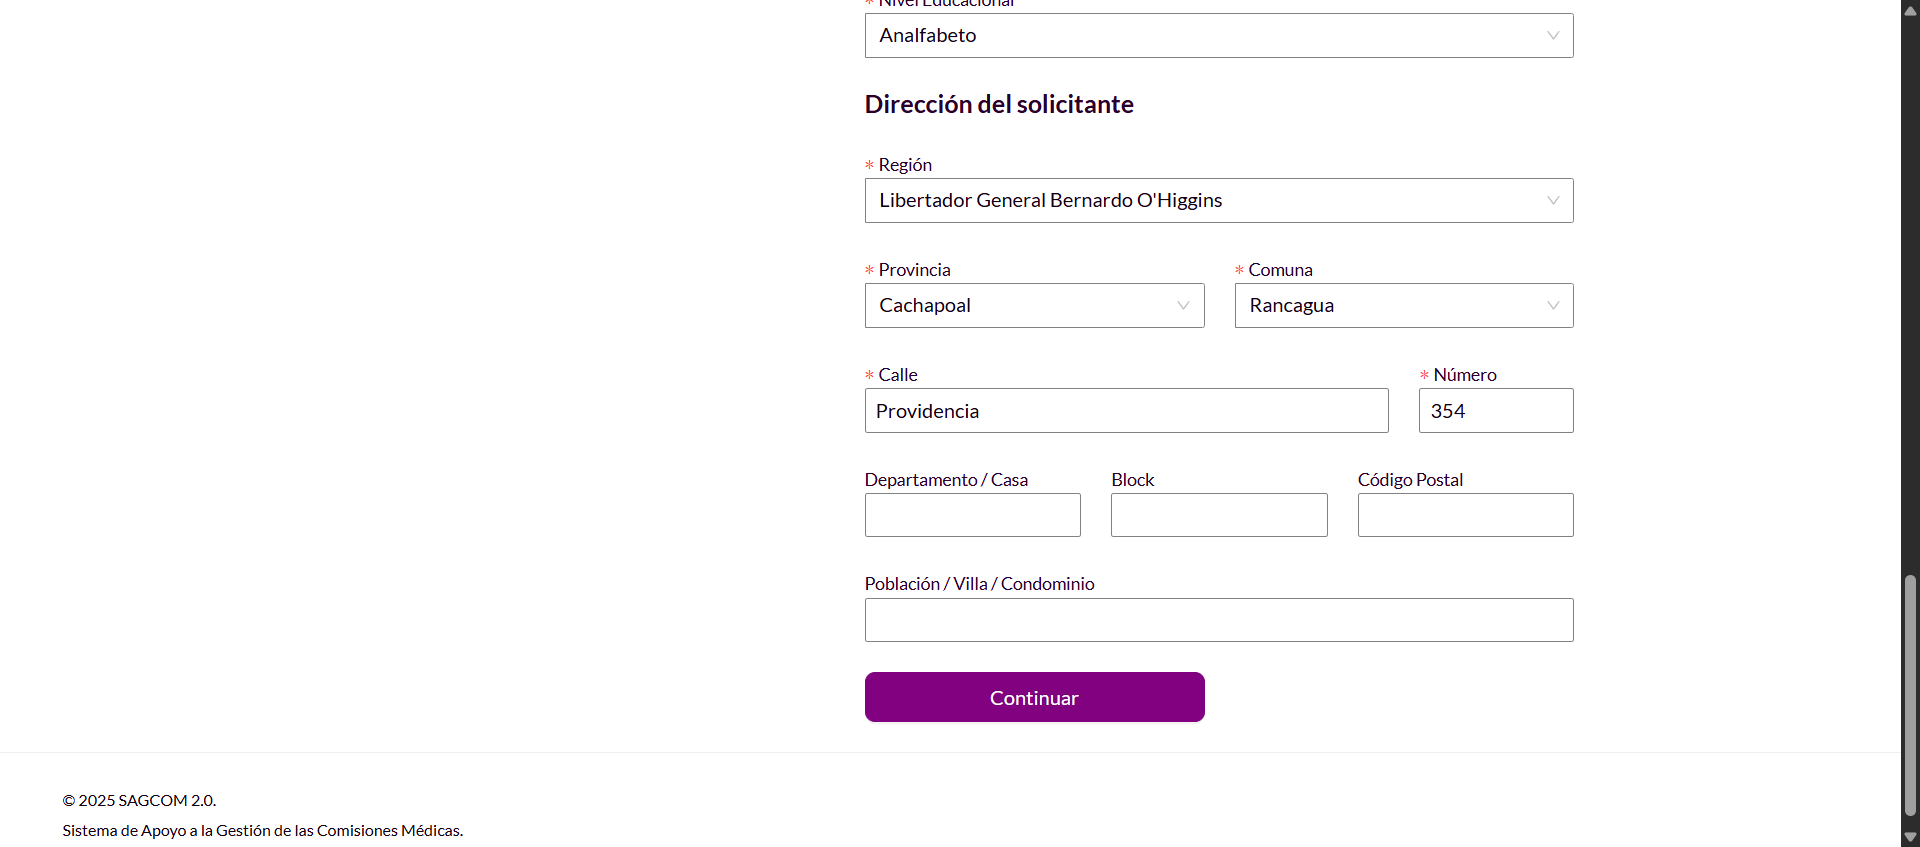 * Nivel Educacional
Analfabeto
Dirección del solicitante
* Región
Libertador General Bernardo O'Higgins
* Provincia
* Comuna
Cachapoal
Rancagua
* Calle
* Número
Providencia
354
Departamento / Casa
Block
Código Postal
Población / Villa / Condominio
Continuar
© 2025 SAGCOM 2.0.
Sistema de Apoyo a la Gestión de las Comisiones Médicas.